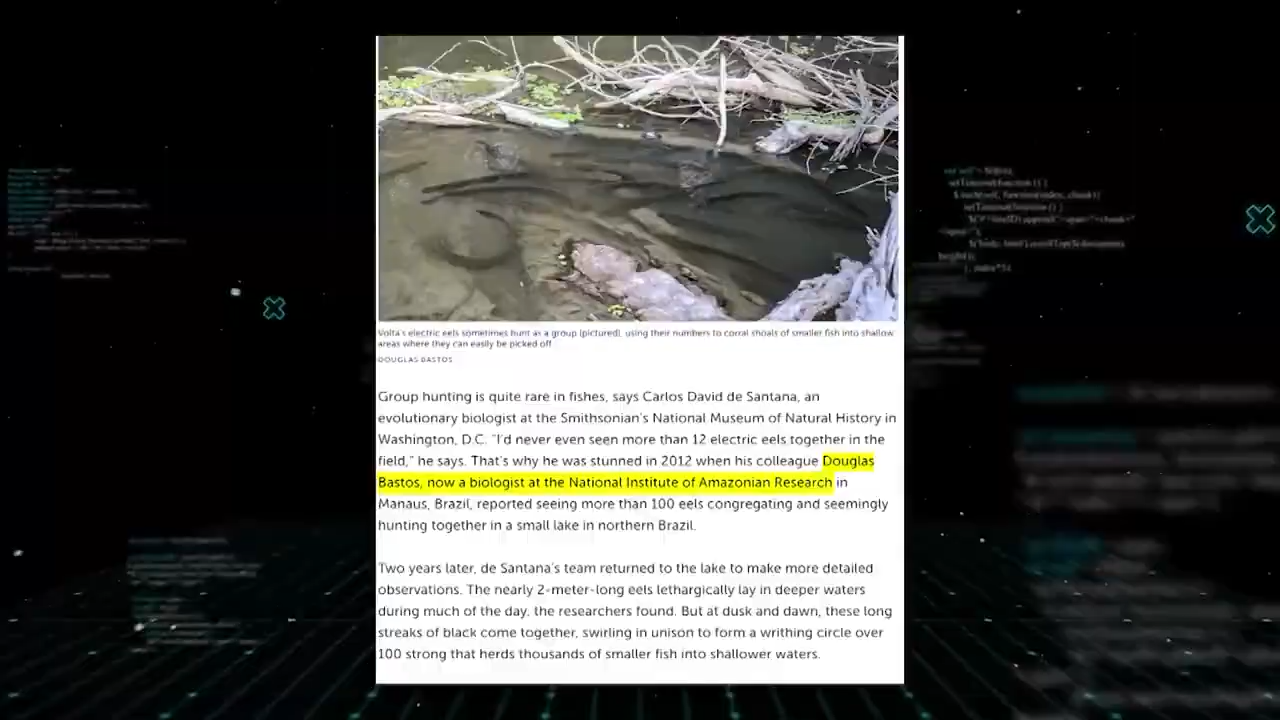 Volta's electric eels sometimes hunt as a group (pictured), using their numbers to corral shoals of smaller fish into shallow
areas where they can easily be picked off
DOUGLAS BASTOS
Group hunting is quite rare in fishes, says Carlos David de Santana, an
evolutionary biologist at the Smithsonian's National Museum of Natural History in
Washington, D.C. "I'd never even seen more than 12 electric eels together in the
field," he says. That's why he was stunned in 2012 when his colleague Douglas
Bastos, now a biologist at the National Institute of Amazonian Research in
Manaus, Brazil, reported seeing more than 100 eels congregating and seemingly
hunting together in a small lake in northern Brazil.
Two years later, de Santana's team returned to the lake to make more detailed
observations. The nearly 2-meter-long eels lethargically lay in deeper waters
during much of the day, the researchers found. But at dusk and dawn, these long
streaks of black come together, swirling in unison to form a writhing circle over
100 strong that herds thousands of smaller fish into shallower waters.